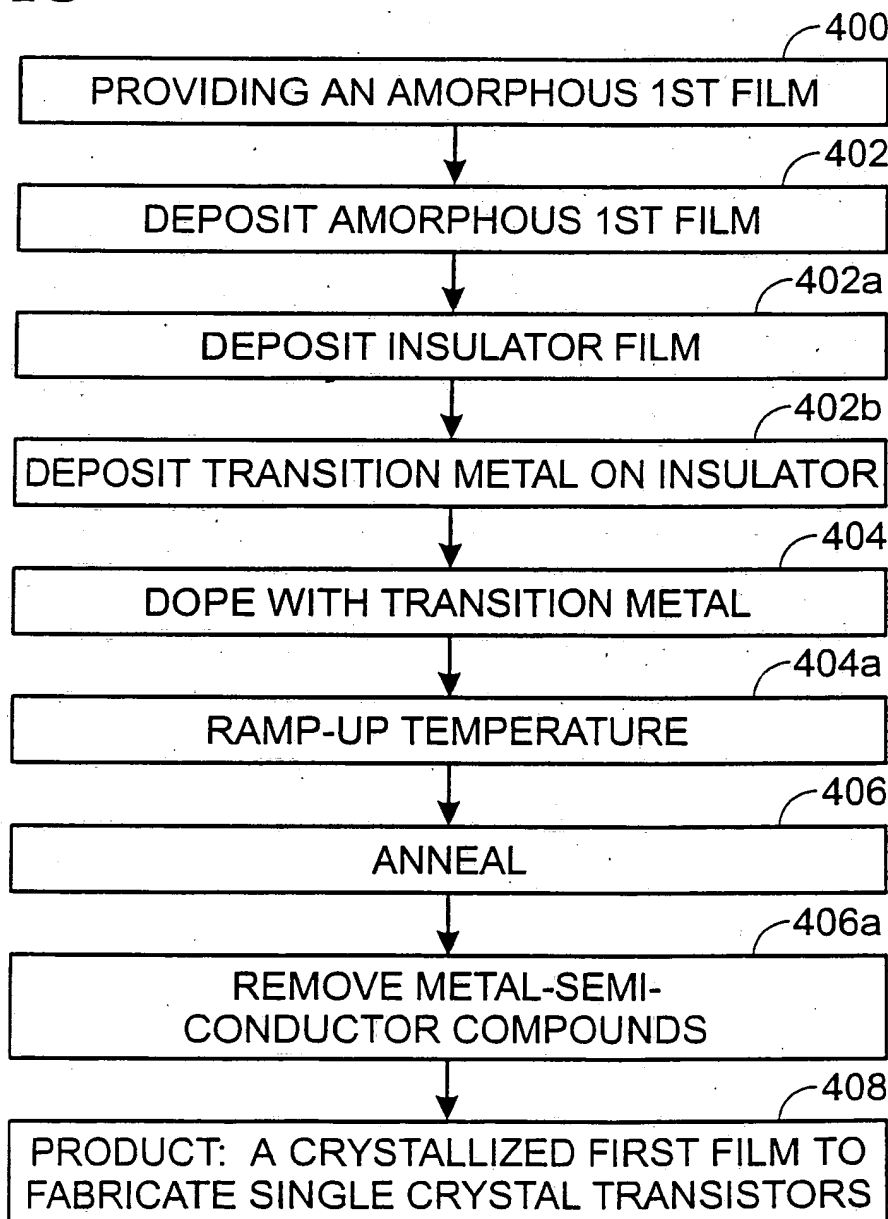 400
PROVIDING AN AMORPHOUS 1ST FILM
402
DEPOSIT AMORPHOUS 1ST FILM
402a
DEPOSIT INSULATOR FILM
402b
DEPOSIT TRANSITION METAL ON INSULATOR
404
DOPE WITH TRANSITION METAL
404a
RAMP-UP TEMPERATURE
406
ANNEAL
406a
REMOVE METAL-SEMI-
CONDUCTOR COMPOUNDS
408
PRODUCT: A CRYSTALLIZED FIRST FILM TO
FABRICATE SINGLE CRYSTAL TRANSISTORS